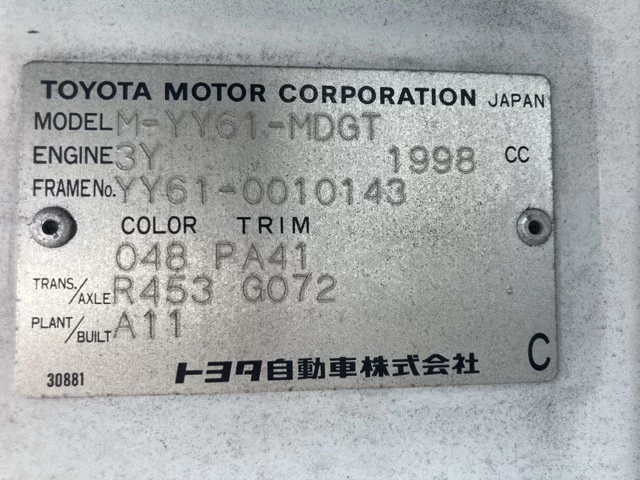 TOYOTA MOTOR CORPORATION JAPAN
MODEL M-YY61-MDGT
ENGINE 3Y 1998 CC
FRAME No. YY61-0010143
COLOR TRIM
048 PA41
TRANS./AXLE R453 G072
PLANT/BUILT A11
30881 トヨタ自動車株式会社 C